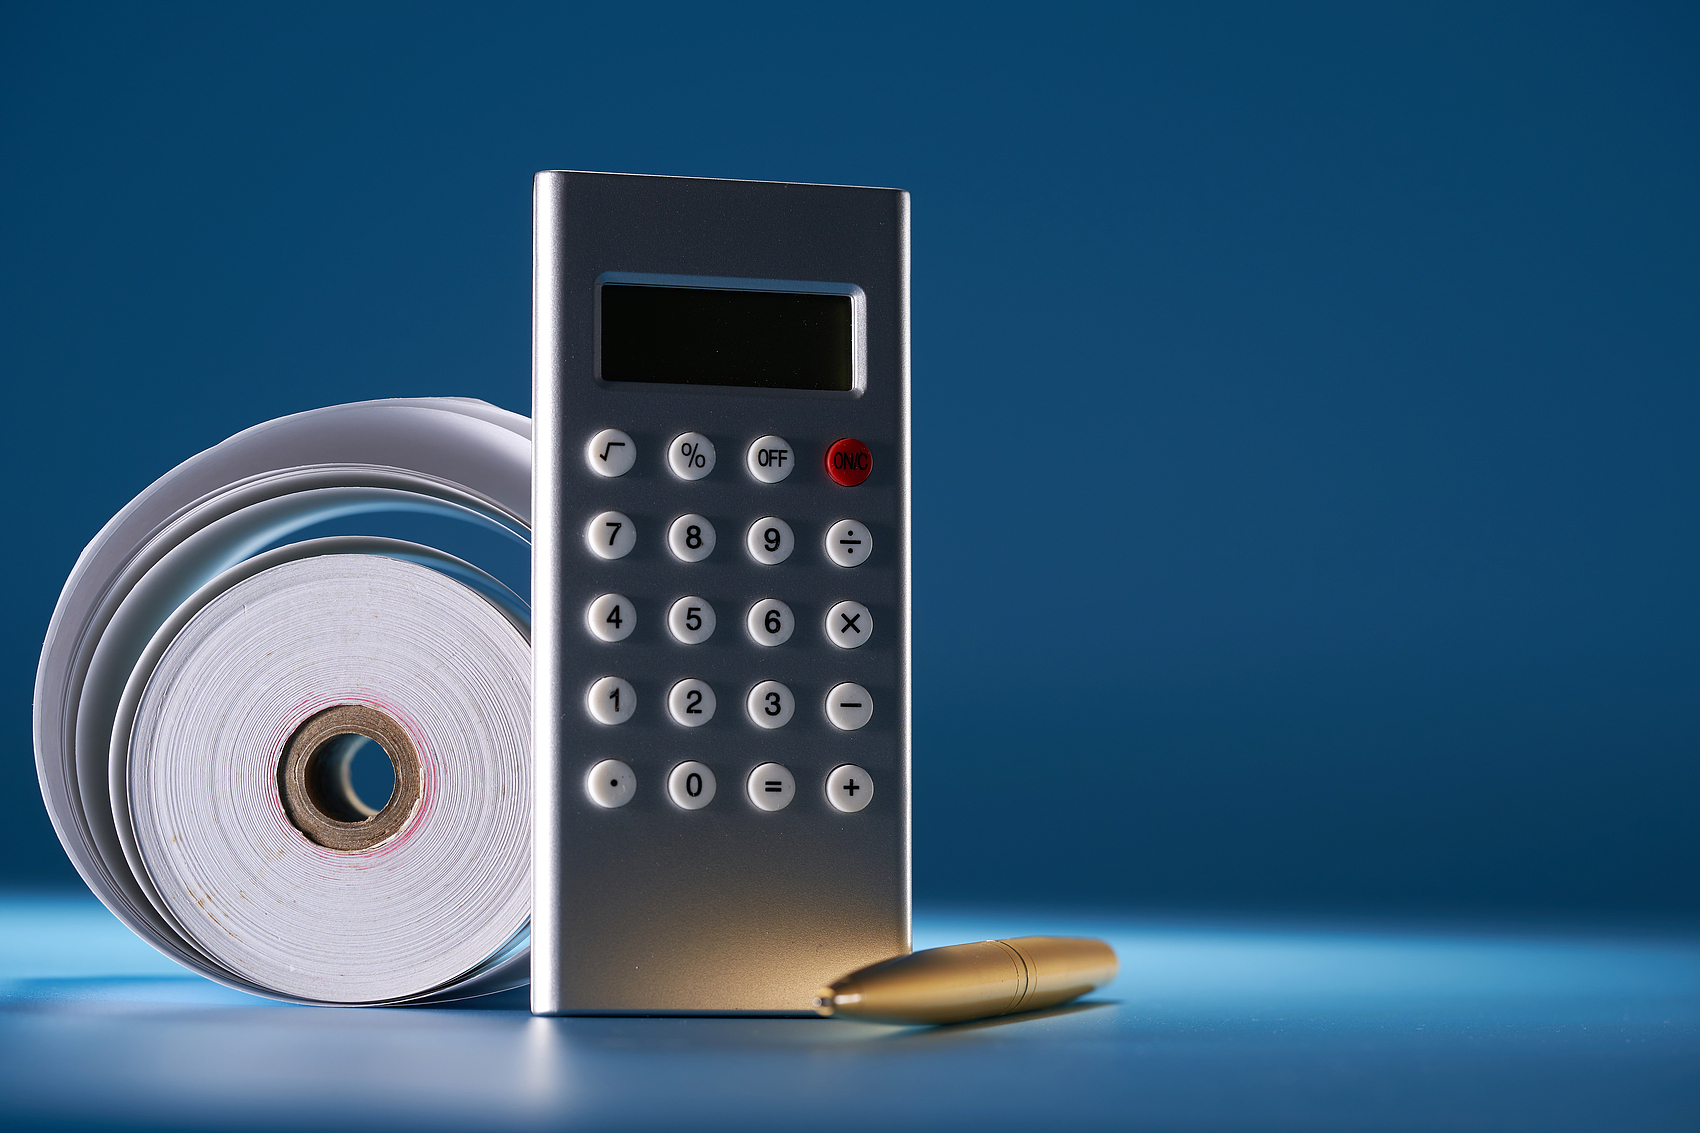 √ % OFF ON/C
7 8 9 ÷
4 5 6 ×
1 2 3 −
· 0 = +